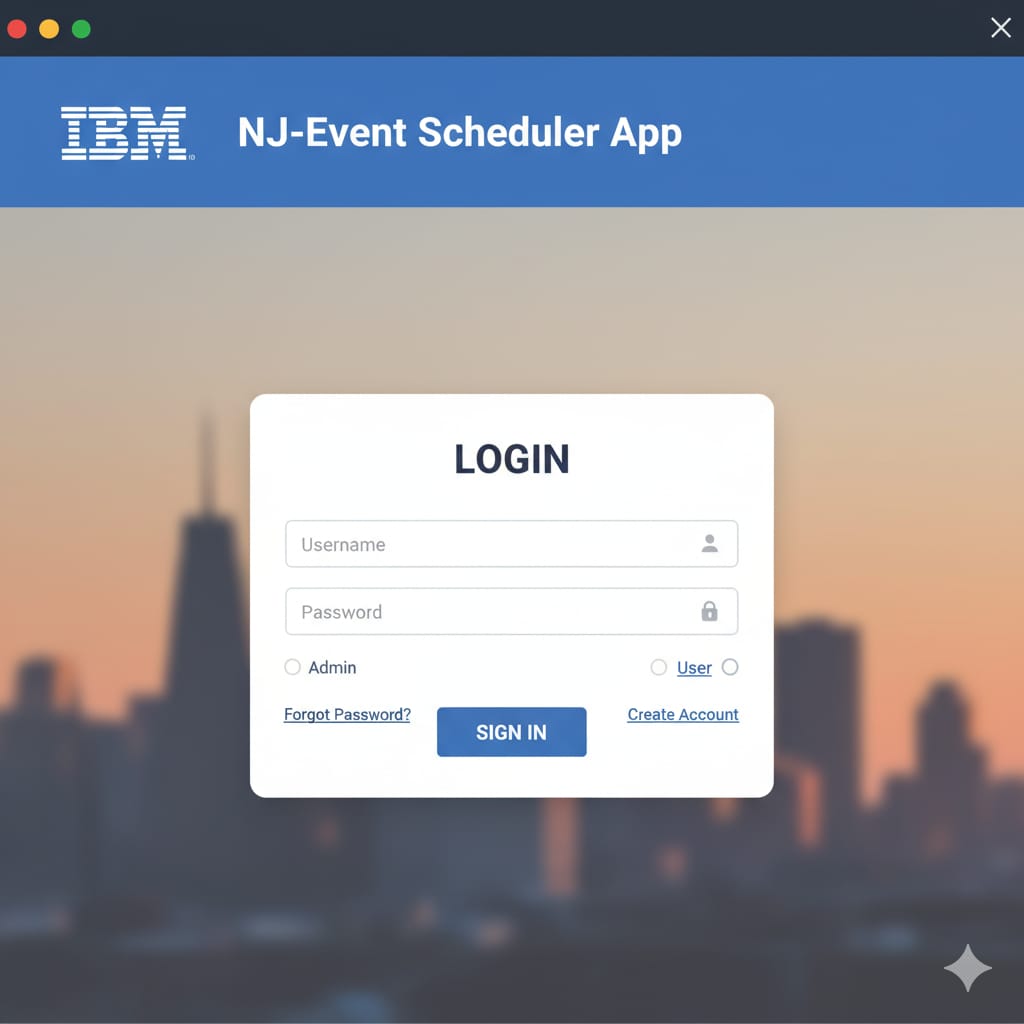 IBM NJ-Event Scheduler App
LOGIN
Username
Password
Admin User
Forgot Password? SIGN IN Create Account